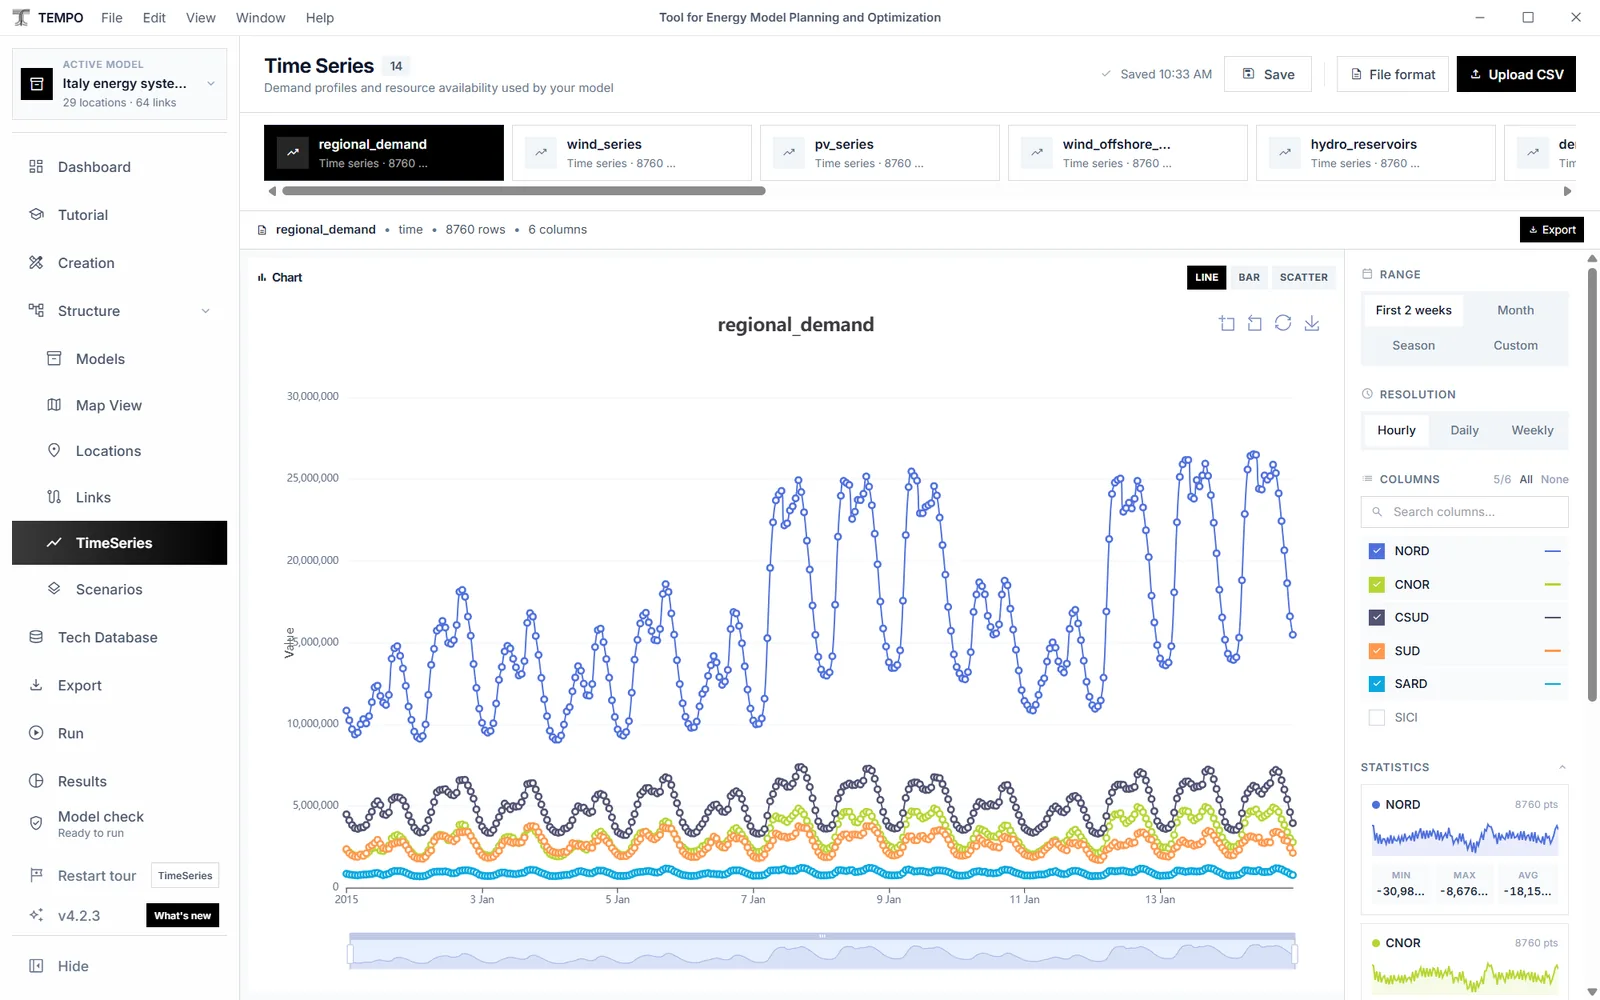 TEMPO File Edit View Window Help
Tool for Energy Model Planning and Optimization
ACTIVE MODEL
Italy energy syste...
29 locations · 64 links
Dashboard
Tutorial
Creation
Structure
Models
Map View
Locations
Links
TimeSeries
Scenarios
Tech Database
Export
Run
Results
Model check
Ready to run
Restart tour TimeSeries
v4.2.3 What's new
Hide
Time Series 14
Demand profiles and resource availability used by your model
Saved 10:33 AM Save File format Upload CSV
regional_demand
Time series · 8760 ...
wind_series
Time series · 8760 ...
pv_series
Time series · 8760 ...
wind_offshore_...
Time series · 8760 ...
hydro_reservoirs
Time series · 8760 ...
regional_demand • time • 8760 rows • 6 columns Export
Chart LINE BAR SCATTER
regional_demand
30,000,000
25,000,000
20,000,000
Value
10,000,000
5,000,000
0
2015 3 Jan 5 Jan 7 Jan 9 Jan 11 Jan 13 Jan
RANGE
First 2 weeks Month
Season Custom
RESOLUTION
Hourly Daily Weekly
COLUMNS 5/6 All None
Search columns...
NORD
CNOR
CSUD
SUD
SARD
SICI
STATISTICS
NORD 8760 pts
MIN MAX AVG
-30,98... -8,676... -18,15...
CNOR 8760 pts